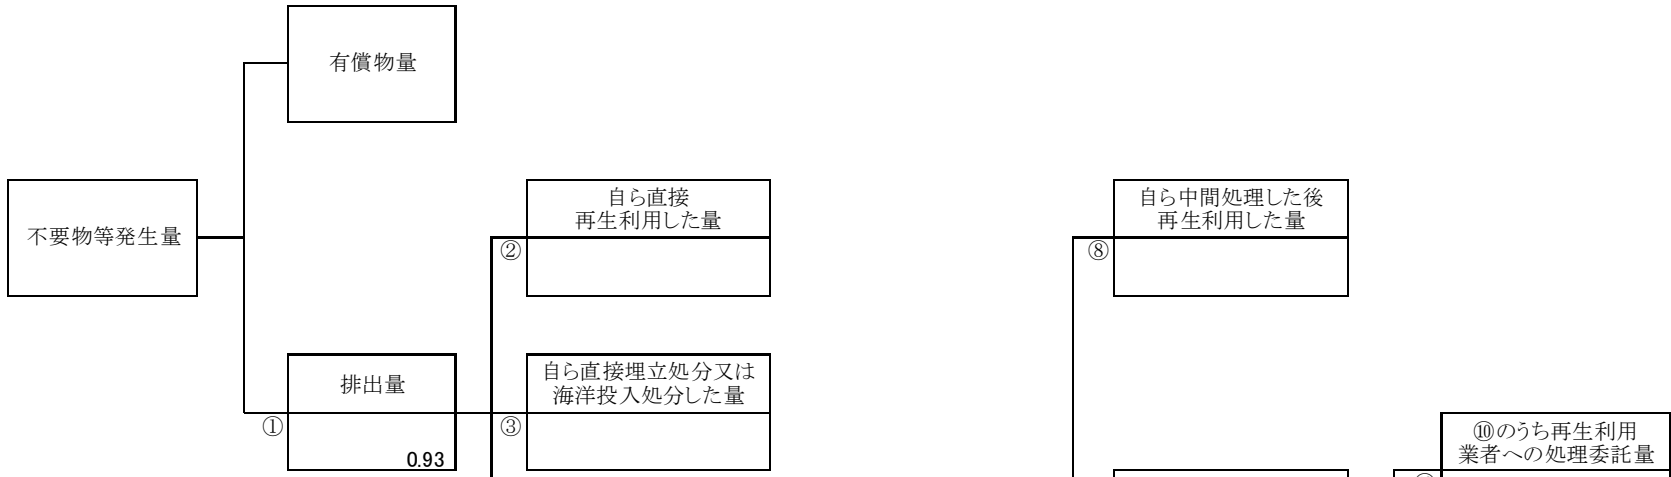 有償物量
不要物等発生量
自ら直接
再生利用した量
②
自ら中間処理した後
再生利用した量
⑧
排出量
①
0.93
自ら直接埋立処分又は
海洋投入処分した量
③
⑩のうち再生利用
業者への処理委託量